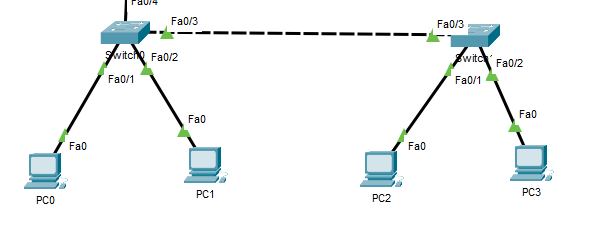 Fa0/4
Fa0/3
Fa0/3
Switch0
Fa0/2
Fa0/1
Fa0/2
Fa0/1
Fa0
Fa0
Fa0
Fa0
PC0
PC1
PC2
PC3